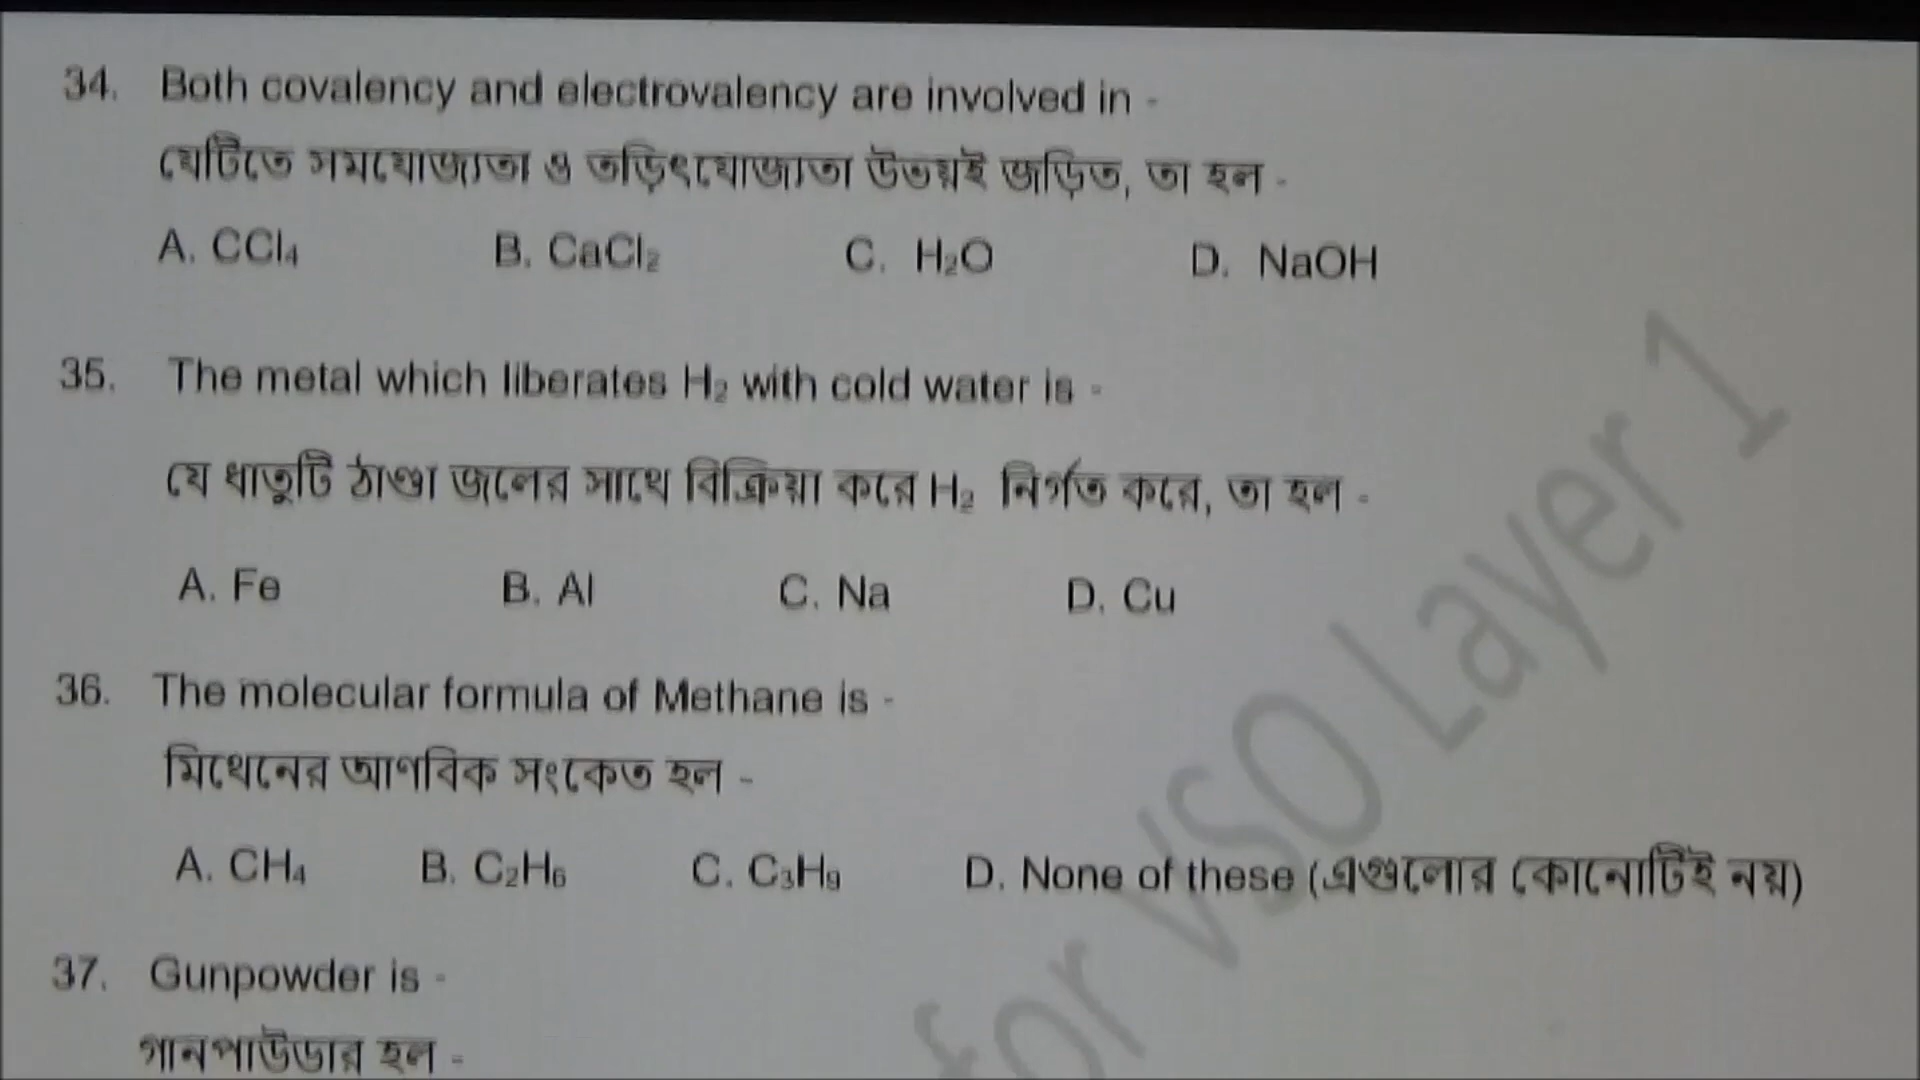 34. Both covalency and electrovalency are involved in -
যেটিতে সমযোজ্যতা ও তড়িৎযোজ্যতা উভয়ই জড়িত, তা হল -
A. CCl₄ B. CaCl₂ C. H₂O D. NaOH
35. The metal which liberates H₂ with cold water is -
যে ধাতুটি ঠাণ্ডা জলের সাথে বিক্রিয়া করে H₂ নির্গত করে, তা হল -
A. Fe B. Al C. Na D. Cu
36. The molecular formula of Methane is -
মিথেনের আণবিক সংকেত হল -
A. CH₄ B. C₂H₆ C. C₃H₉ D. None of these (এগুলোর কোনোটিই নয়)
37. Gunpowder is -
গানপাউডার হল -
for VSO Layer 1